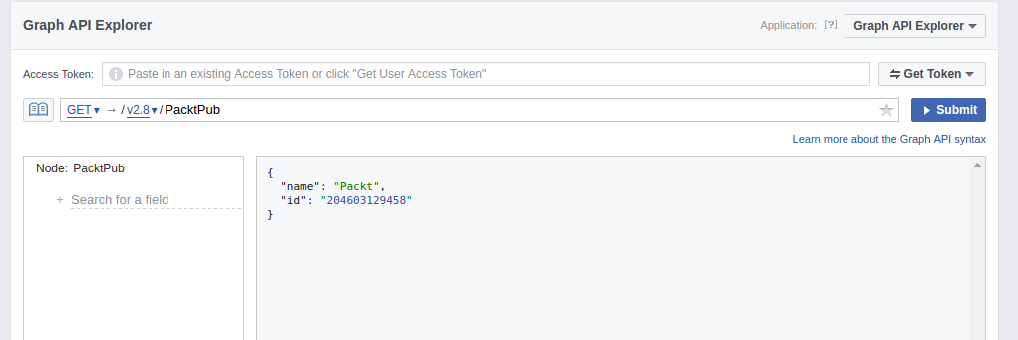 Graph API Explorer Application: [?] Graph API Explorer
Access Token: Paste in an existing Access Token or click "Get User Access Token" Get Token
GET → / v2.8 / PacktPub Submit
Learn more about the Graph API syntax
Node: PacktPub
+ Search for a field
{
"name": "Packt",
"id": "204603129458"
}